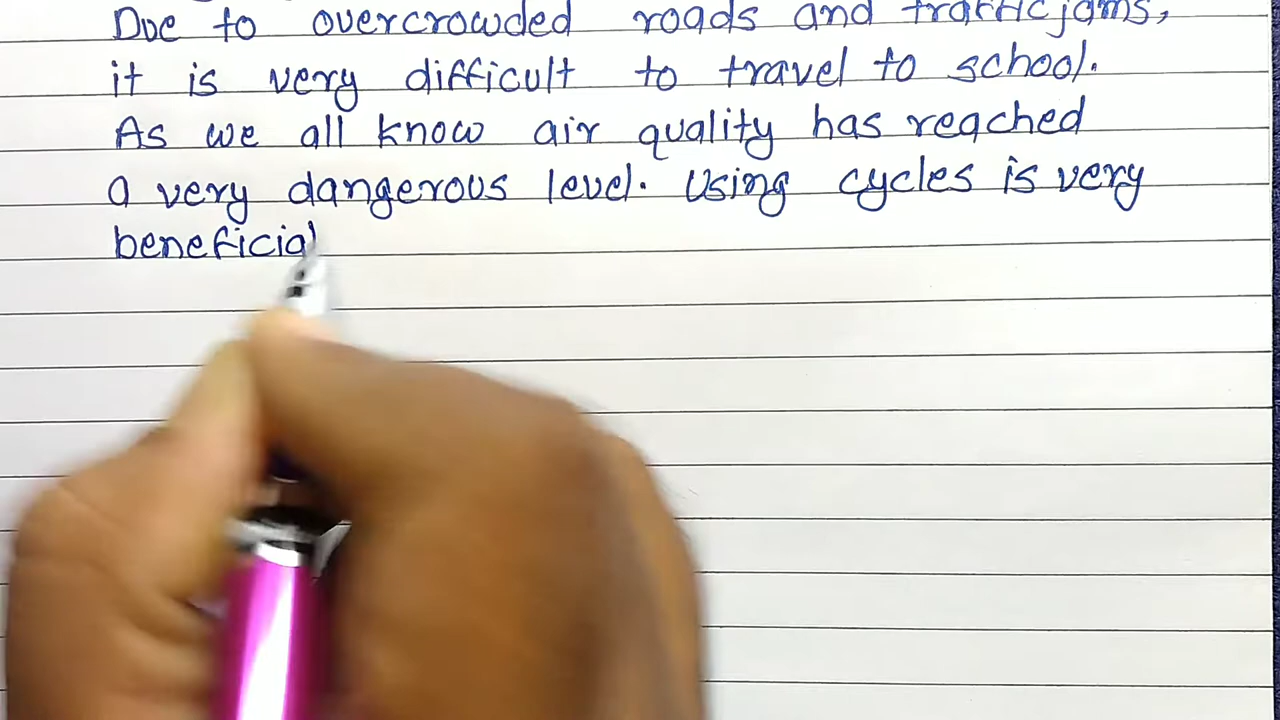 Due to overcrowded roads and traffic jams,
it is very difficult to travel to school.
As we all know air quality has reached
a very dangerous level. Using cycles is very
beneficial